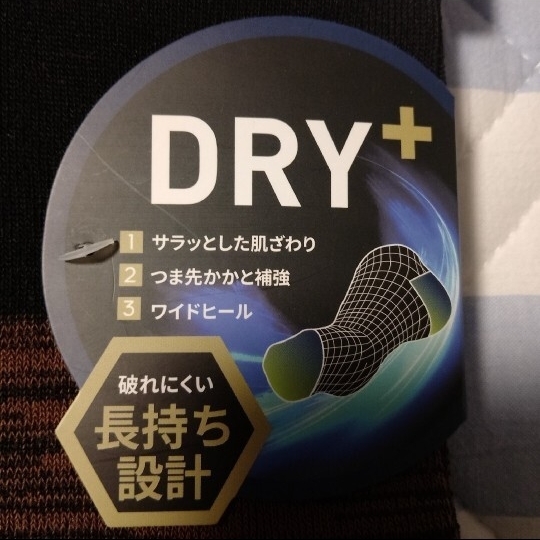 DRY+
1 サラッとした肌ざわり
2 つま先かかと補強
3 ワイドヒール
破れにくい
長持ち
設計